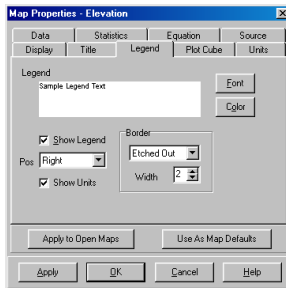 Map Properties - Elevation
Data Statistics Equation Source
Display Title Legend Plot Cube Units
Legend
Sample Legend Text
Font
Color
Show Legend
Pos Right
Show Units
Border
Etched Out
Width 2
Apply to Open Maps Use As Map Defaults
Apply OK Cancel Help